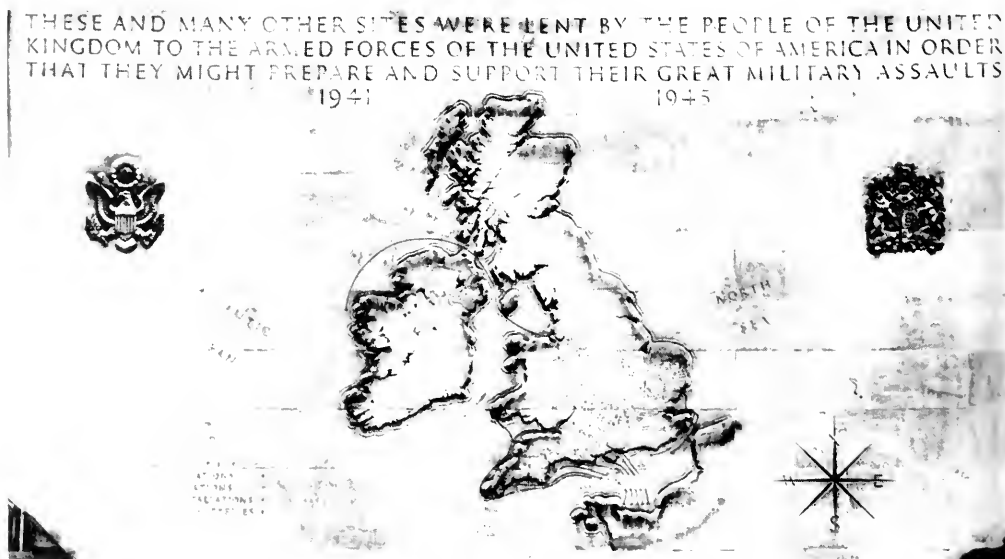 THESE AND MANY OTHER SITES WERE LENT BY THE PEOPLE OF THE UNITED
KINGDOM TO THE ARMED FORCES OF THE UNITED STATES OF AMERICA IN ORDER
THAT THEY MIGHT PREPARE AND SUPPORT THEIR GREAT MILITARY ASSAULTS
1941 1945
NORTH
SEA
E
S